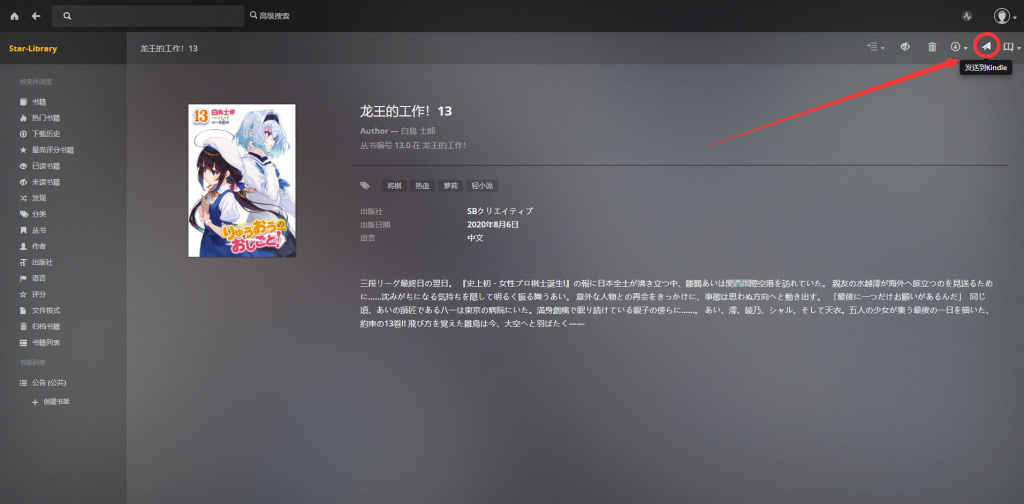 高级搜索
Star-Library
龙王的工作！13
发送到Kindle
按条件浏览
书籍
热门书籍
下载历史
最高评分书籍
已读书籍
未读书籍
发现
分类
丛书
作者
出版社
语言
评分
文件格式
归档书籍
书籍列表
书架列表
公告 (公共)
创建书架
13
白鳥士郎
りゅうおうの
おしごと!
龙王的工作！13
Author — 白鳥 士郎
丛书编号 13.0 在 龙王的工作！
将棋 热血 萝莉 轻小说
出版社 SBクリエイティブ
出版日期 2020年8月6日
语言 中文
三段リーグ最終日の翌日。『史上初・女性プロ棋士誕生!』の報に日本全土が沸き立つ中、雛鶴あいは関西国際空港を訪れていた。 親友の水越澪が海外へ旅立つのを見送るため
に……沈みがちになる気持ちを隠して明るく振る舞うあい。 意外な人物との再会をきっかけに、事態は思わぬ方向へと動き出す。 「最後に一つだけお願いがあるんだ」 同じ
頃、あいの師匠である八一は東京の病院にいた。満身創痍で眠り続けている銀子の傍らに……。 あい、澪、綾乃、シャル、そして天衣。五人の少女が集う最後の一日を描いた、
約束の13巻!! 飛び方を覚えた雛鳥は今、大空へと羽ばたく——